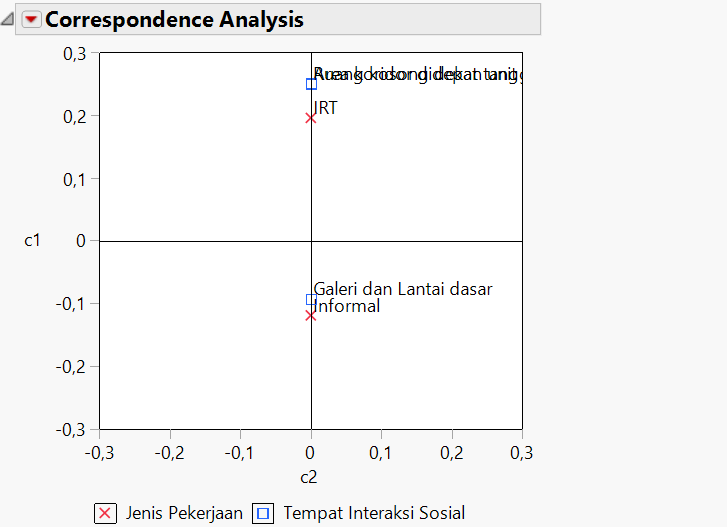 Correspondence Analysis
0,3
0,2
IRT
0,1
c1
0
Galeri dan Lantai dasar
-0,1
Informal
-0,2
-0,3
-0,3
-0,2
-0,1
0
0,1
0,2
0,3
c2
Jenis Pekerjaan
Tempat Interaksi Sosial